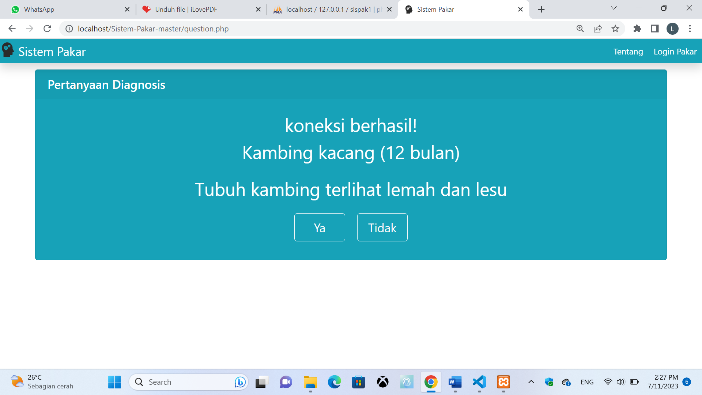 WhatsApp
Unduh file | iLovePDF
localhost / 127.0.0.1 / sispak1 | p
Sistem Pakar
localhost/Sistem-Pakar-master/question.php
L
Sistem Pakar
Tentang
Login Pakar
Pertanyaan Diagnosis
koneksi berhasil!
Kambing kacang (12 bulan)
Tubuh kambing terlihat lemah dan lesu
Ya
Tidak
26°C
Sebagian cerah
Search
ENG
2:27 PM
7/11/2023